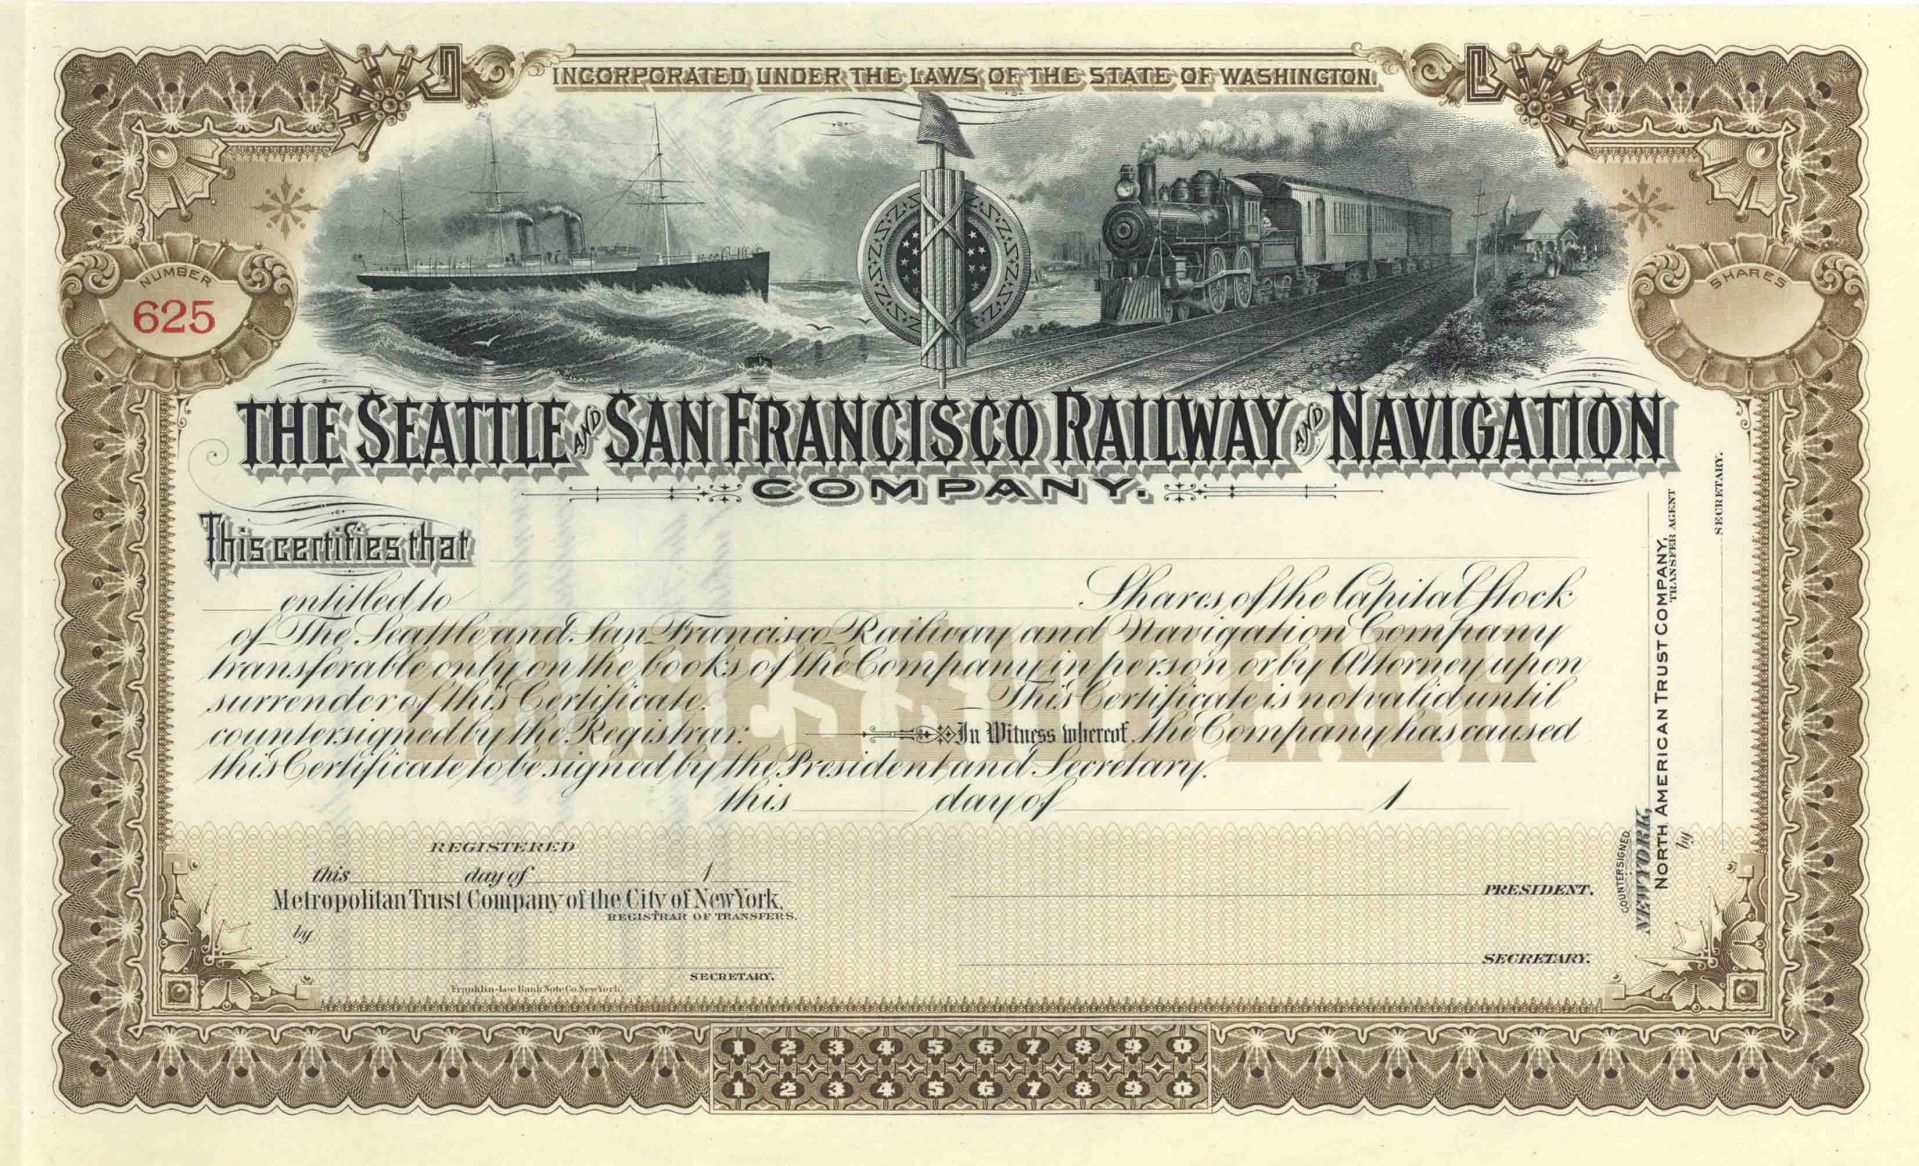 INCORPORATED UNDER THE LAWS OF THE STATE OF WASHINGTON.
NUMBER
625
SHARES
THE SEATTLE AND SAN FRANCISCO RAILWAY AND NAVIGATION
COMPANY.
This certifies that
entitled to Shares of the Capital Stock
of The Seattle and San Francisco Railway and Navigation Company
transferable only on the books of the Company in person or by Attorney upon
surrender of this Certificate. This Certificate is not valid until
countersigned by the Registrar. In Witness whereof, the Company has caused
this Certificate to be signed by the President and Secretary.
this day of 1
SHARES $100 EACH
REGISTERED
this day of 1
Metropolitan Trust Company of the City of New York,
REGISTRAR OF TRANSFERS.
by
SECRETARY.
Franklin-Lee Bank Note Co. New York.
PRESIDENT.
SECRETARY.
COUNTERSIGNED
NEW YORK,
NORTH AMERICAN TRUST COMPANY,
TRANSFER AGENT
by
SECRETARY.
1 2 3 4 5 6 7 8 9 0
1 2 3 4 5 6 7 8 9 0